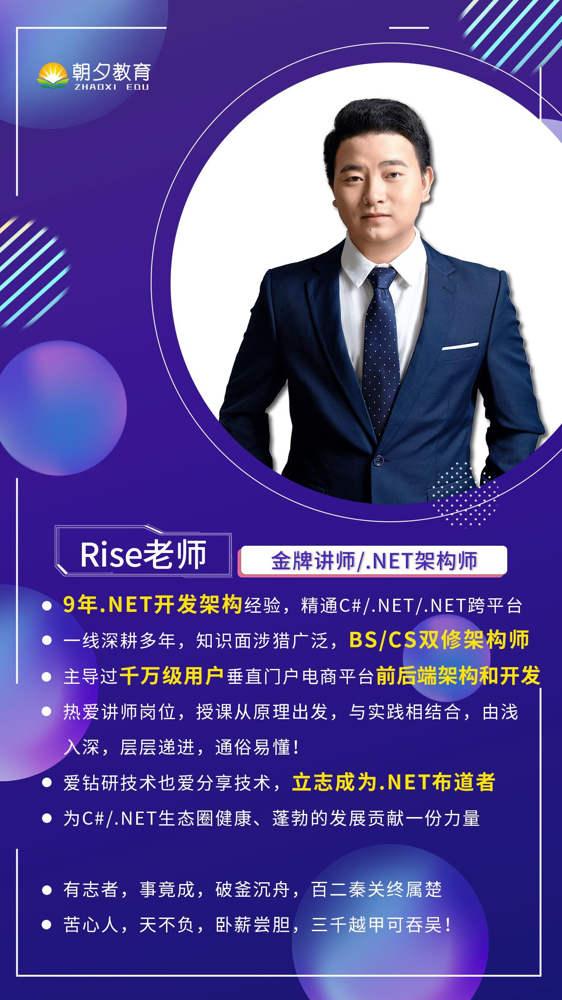 朝夕教育
ZHAOXI EDU
Rise老师
金牌讲师/.NET架构师
9年.NET开发架构经验，精通C#/.NET/.NET跨平台
一线深耕多年，知识面涉猎广泛，BS/CS双修架构师
主导过千万级用户垂直门户电商平台前后端架构和开发
热爱讲师岗位，授课从原理出发，与实践相结合，由浅
入深，层层递进，通俗易懂！
爱钻研技术也爱分享技术，立志成为.NET布道者
为C#/.NET生态圈健康、蓬勃的发展贡献一份力量
有志者，事竟成，破釜沉舟，百二秦关终属楚
苦心人，天不负，卧薪尝胆，三千越甲可吞吴！